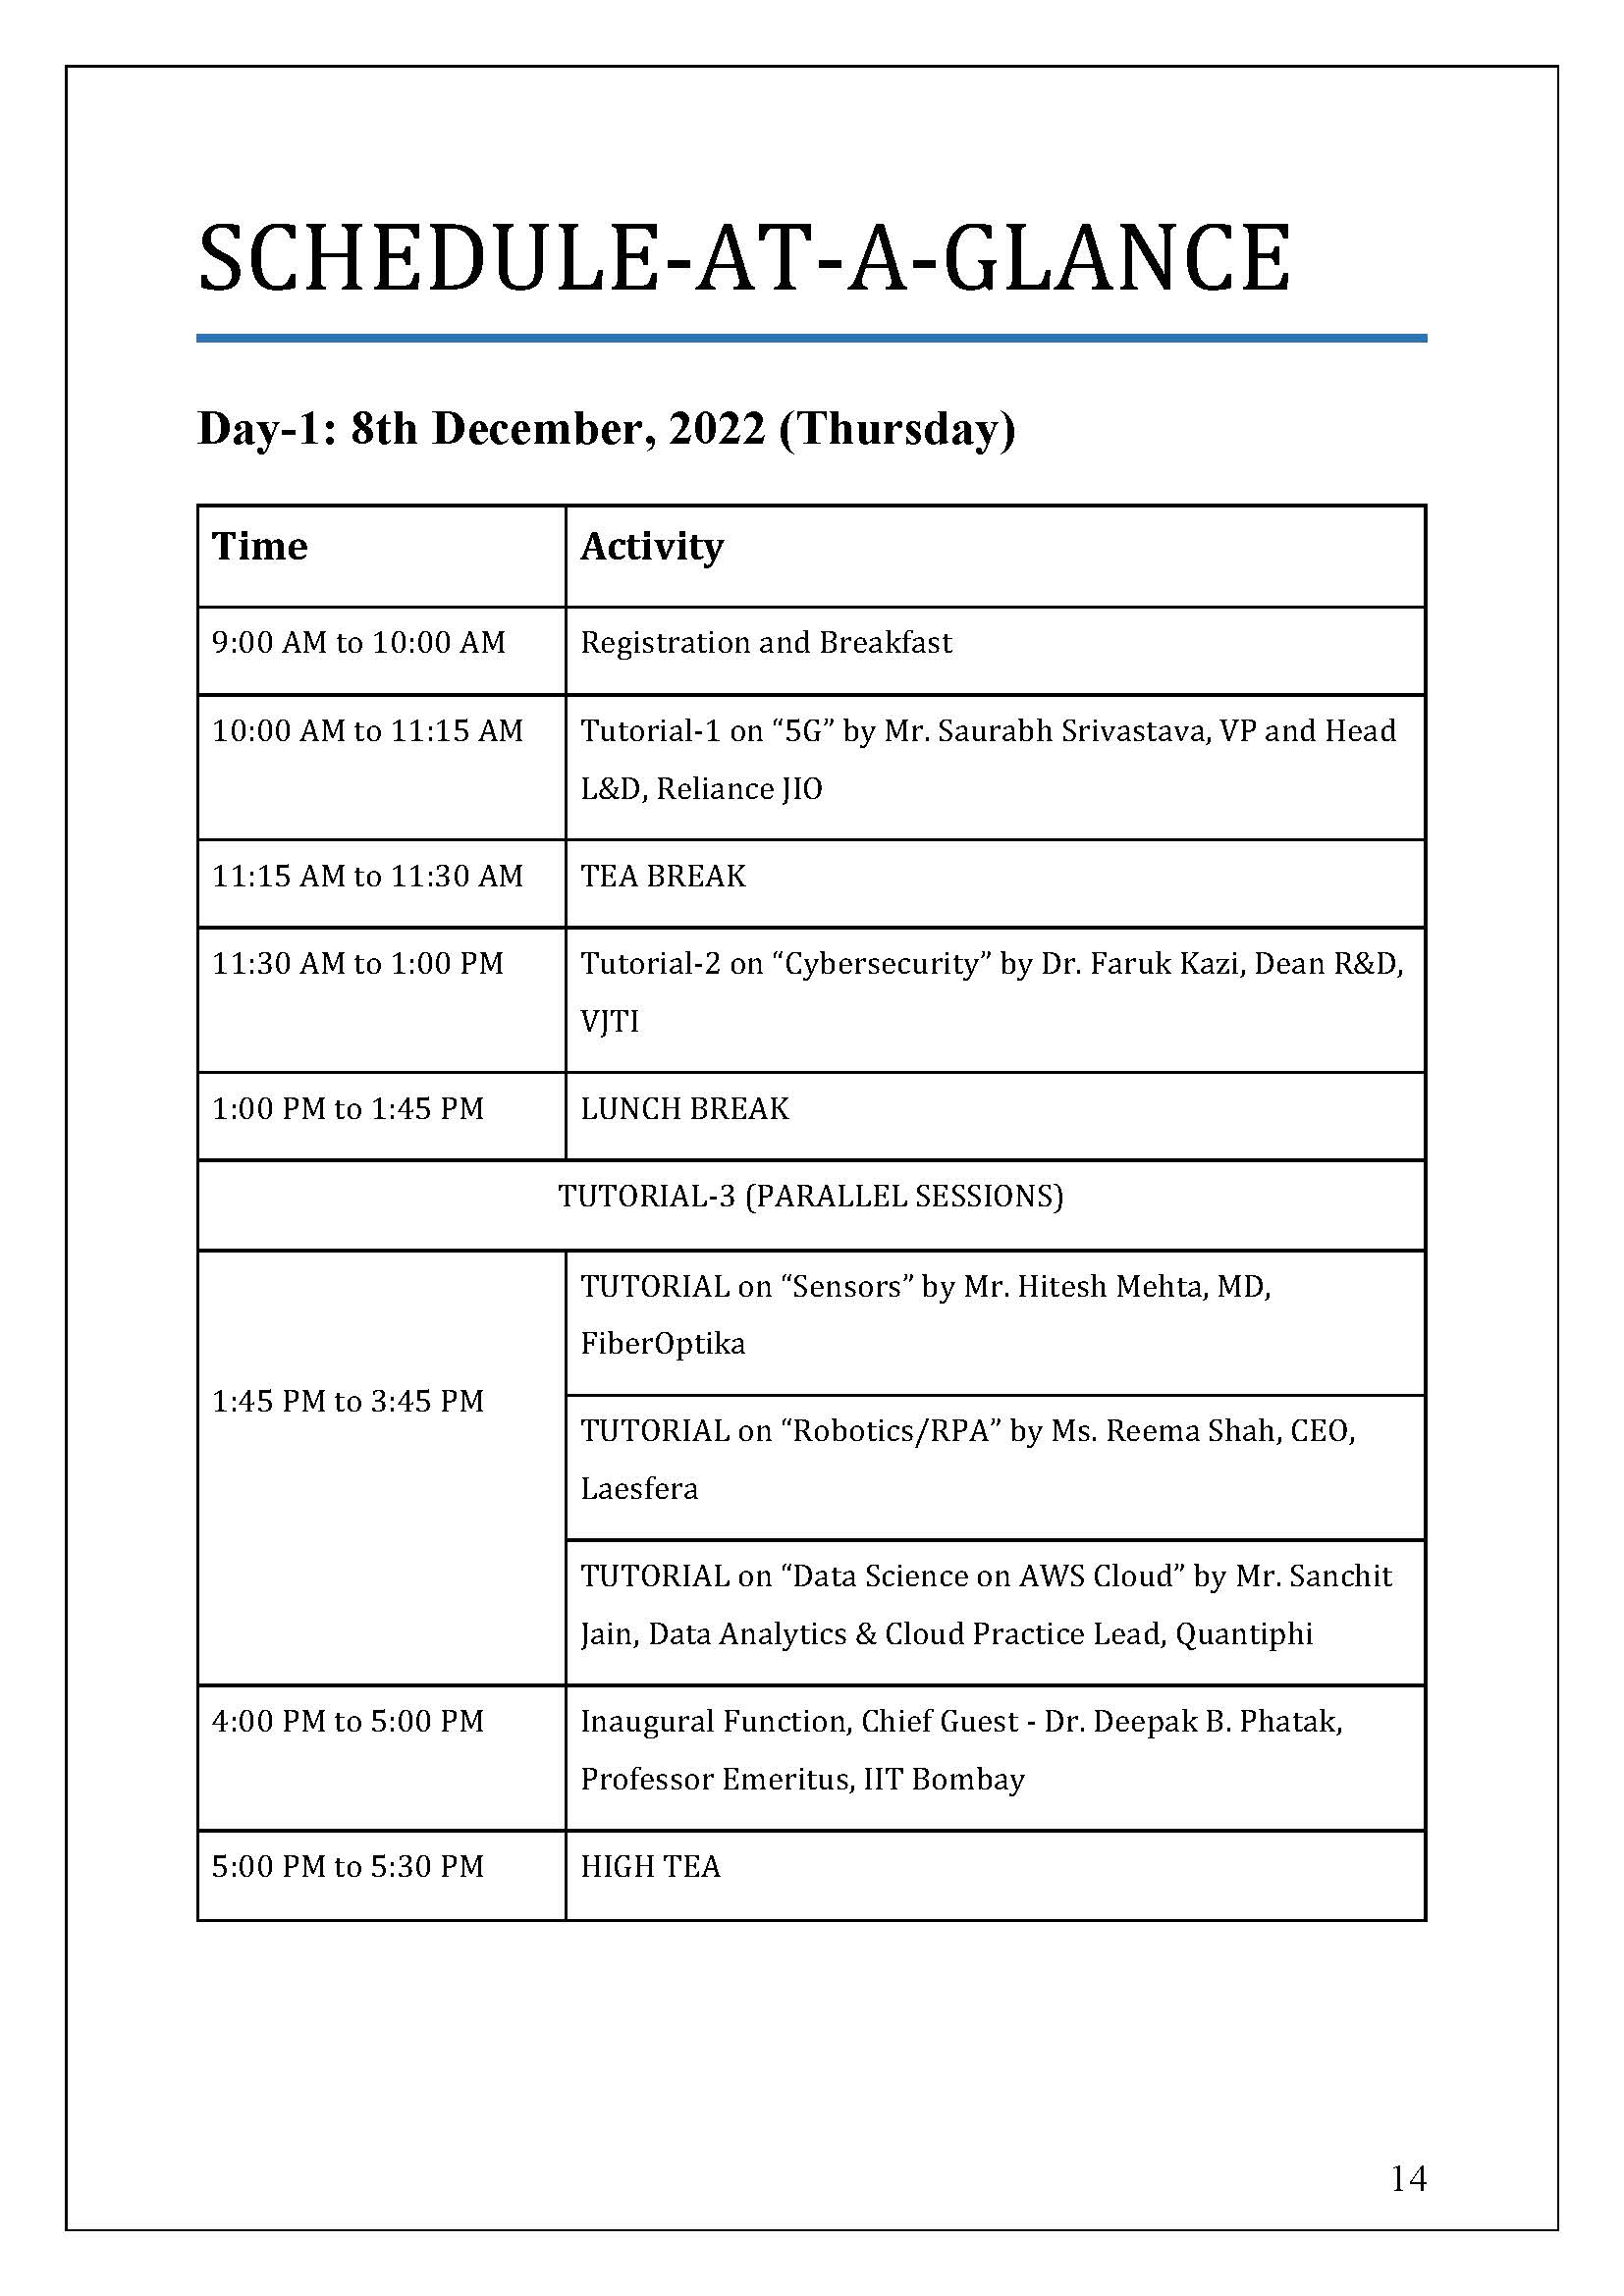 SCHEDULE-AT-A-GLANCE
Day-1: 8th December, 2022 (Thursday)
Time
Activity
9:00 AM to 10:00 AM
Registration and Breakfast
10:00 AM to 11:15 AM
Tutorial-1 on “5G” by Mr. Saurabh Srivastava, VP and Head
L&D, Reliance JIO
11:15 AM to 11:30 AM
TEA BREAK
11:30 AM to 1:00 PM
Tutorial-2 on “Cybersecurity” by Dr. Faruk Kazi, Dean R&D,
VJTI
1:00 PM to 1:45 PM
LUNCH BREAK
TUTORIAL-3 (PARALLEL SESSIONS)
1:45 PM to 3:45 PM
TUTORIAL on “Sensors” by Mr. Hitesh Mehta, MD,
FiberOptika
TUTORIAL on “Robotics/RPA” by Ms. Reema Shah, CEO,
Laesfera
TUTORIAL on “Data Science on AWS Cloud” by Mr. Sanchit
Jain, Data Analytics & Cloud Practice Lead, Quantiphi
4:00 PM to 5:00 PM
Inaugural Function, Chief Guest - Dr. Deepak B. Phatak,
Professor Emeritus, IIT Bombay
5:00 PM to 5:30 PM
HIGH TEA
14